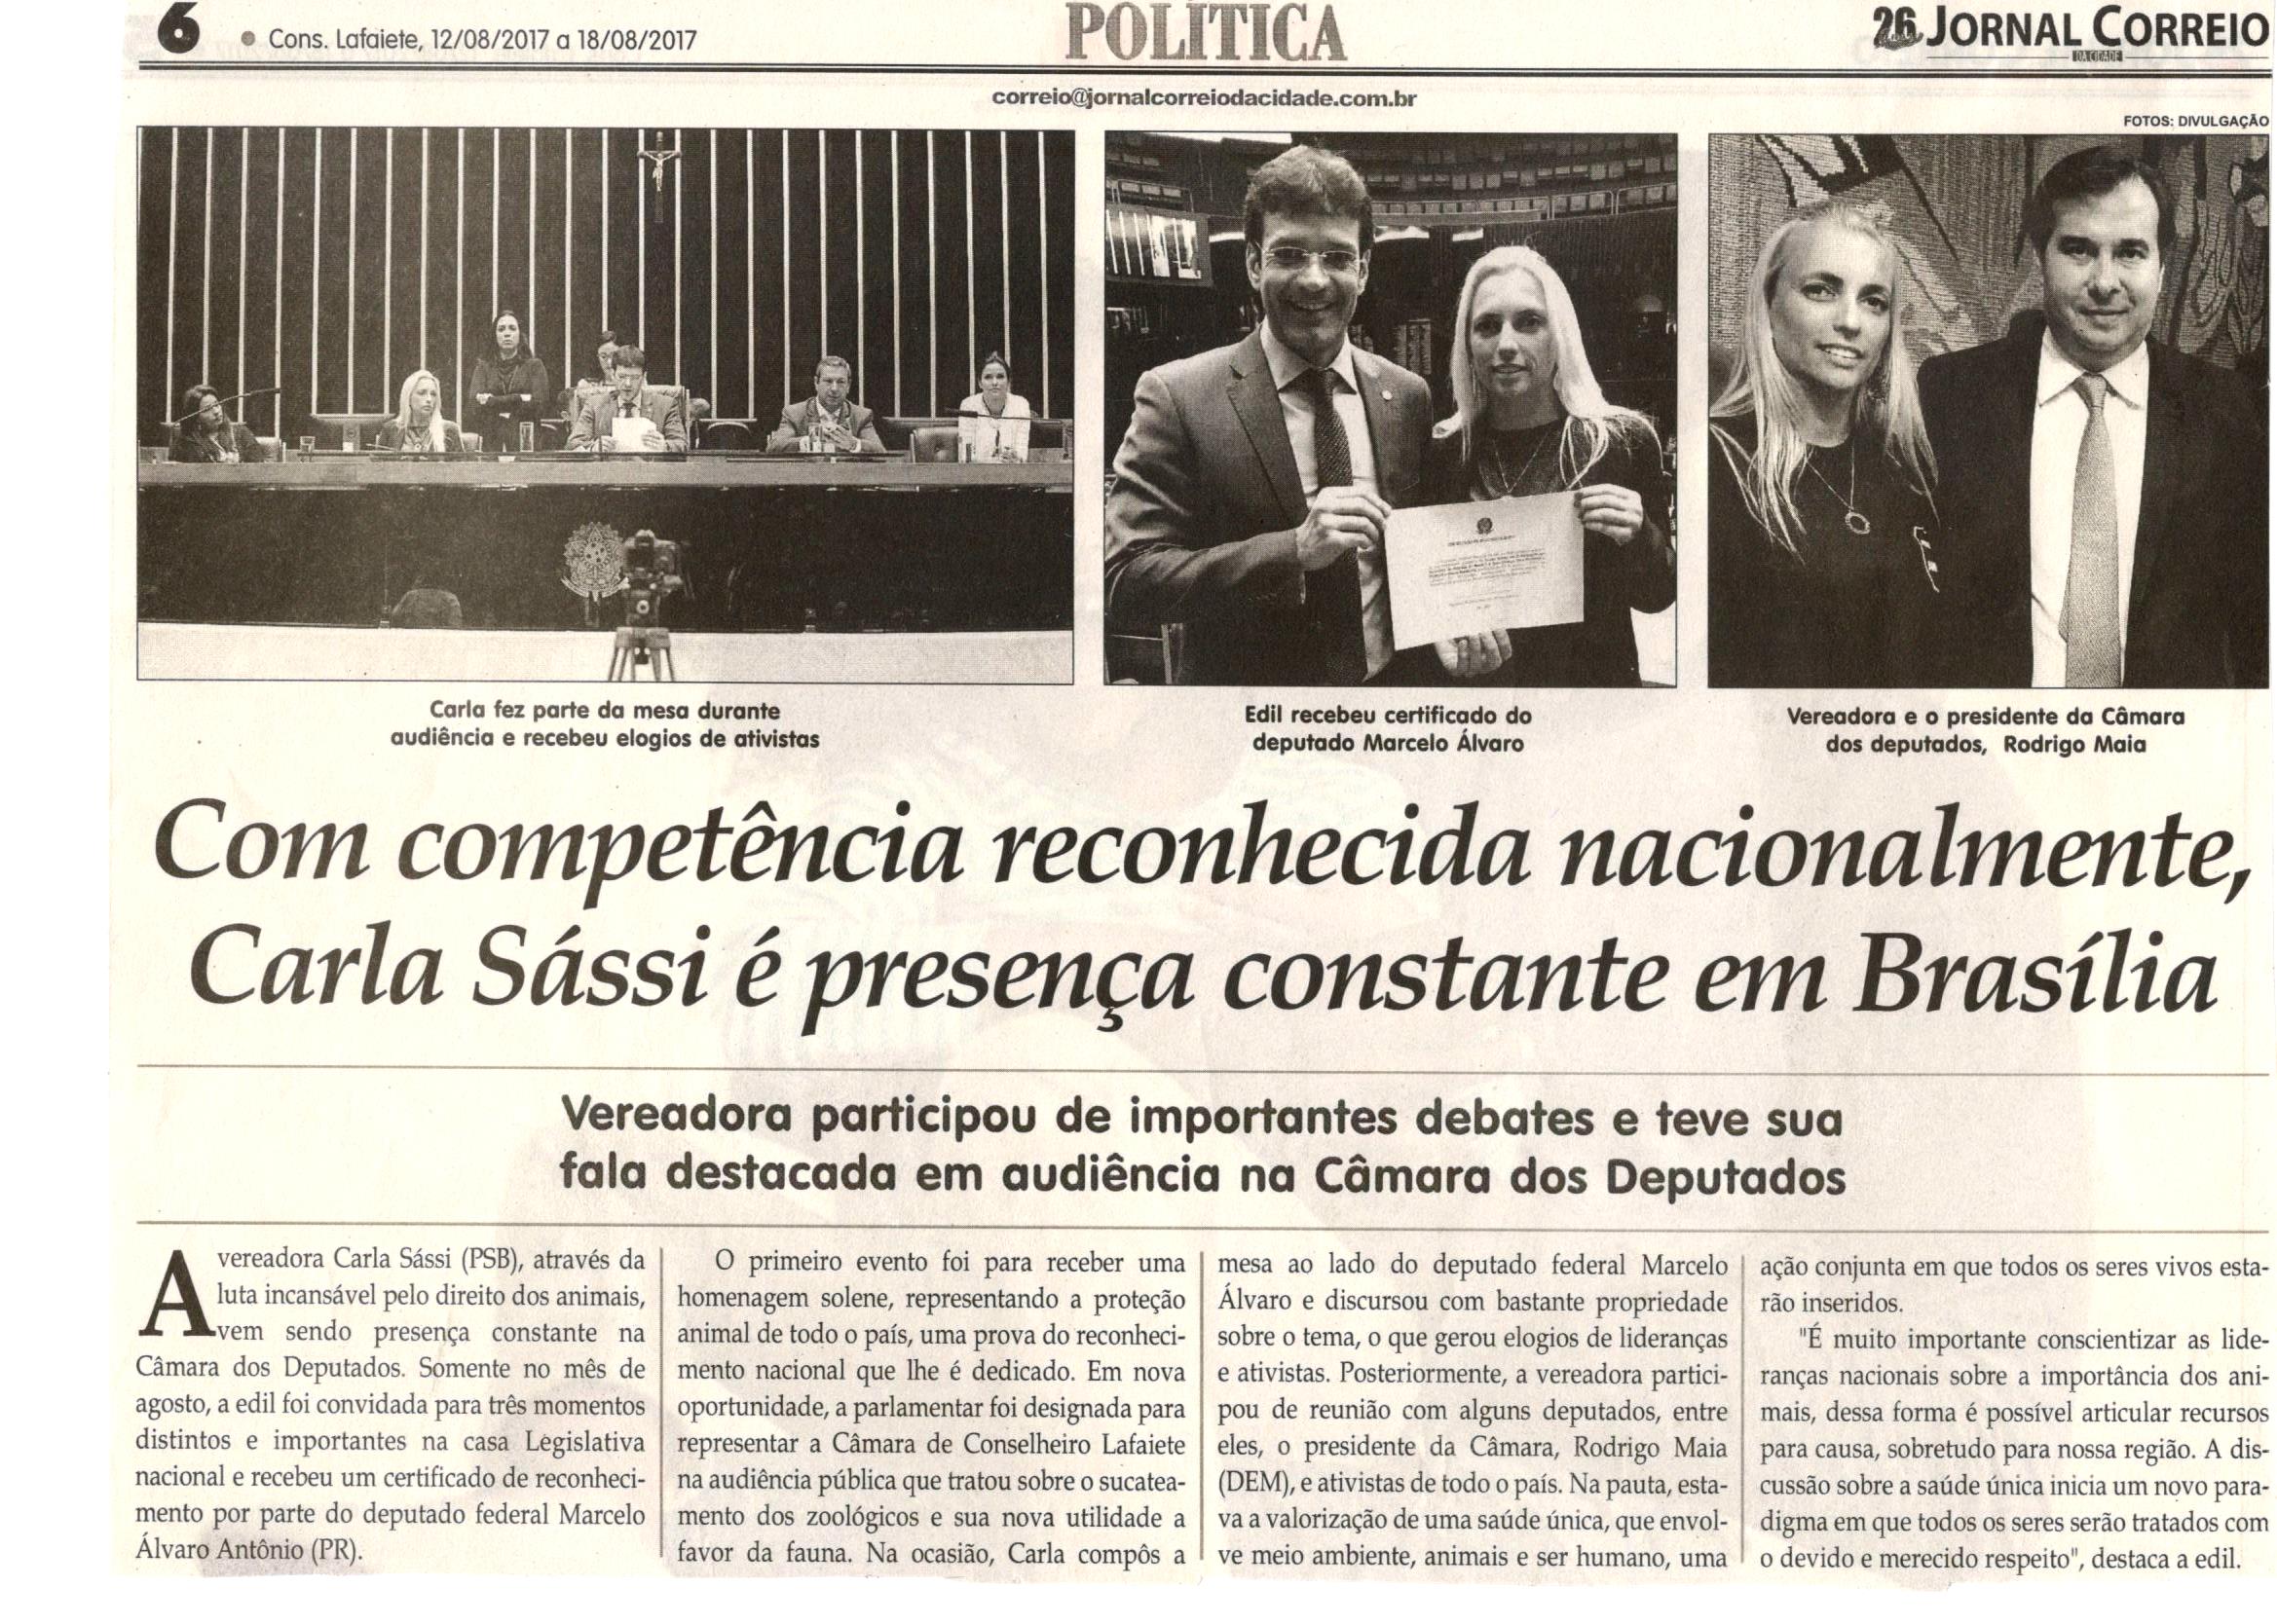 6
• Cons. Lafaiete, 12/08/2017 a 18/08/2017
POLÍTICA
26 JORNAL CORREIO
DA CIDADE
correio@jornalcorreiodacidade.com.br
FOTOS: DIVULGAÇÃO
Carla fez parte da mesa durante
audiência e recebeu elogios de ativistas
Edil recebeu certificado do
deputado Marcelo Álvaro
Vereadora e o presidente da Câmara
dos deputados, Rodrigo Maia
Com competência reconhecida nacionalmente,
Carla Sássi é presença constante em Brasília
Vereadora participou de importantes debates e teve sua
fala destacada em audiência na Câmara dos Deputados
A vereadora Carla Sássi (PSB), através da
luta incansável pelo direito dos animais,
vem sendo presença constante na
Câmara dos Deputados. Somente no mês de
agosto, a edil foi convidada para três momentos
distintos e importantes na casa Legislativa
nacional e recebeu um certificado de reconheci-
mento por parte do deputado federal Marcelo
Álvaro Antônio (PR).
O primeiro evento foi para receber uma
homenagem solene, representando a proteção
animal de todo o país, uma prova do reconheci-
mento nacional que lhe é dedicado. Em nova
oportunidade, a parlamentar foi designada para
representar a Câmara de Conselheiro Lafaiete
na audiência pública que tratou sobre o sucatea-
mento dos zoológicos e sua nova utilidade a
favor da fauna. Na ocasião, Carla compôs a
mesa ao lado do deputado federal Marcelo
Álvaro e discursou com bastante propriedade
sobre o tema, o que gerou elogios de lideranças
e ativistas. Posteriormente, a vereadora partici-
pou de reunião com alguns deputados, entre
eles, o presidente da Câmara, Rodrigo Maia
(DEM), e ativistas de todo o país. Na pauta, esta-
va a valorização de uma saúde única, que envol-
ve meio ambiente, animais e ser humano, uma
ação conjunta em que todos os seres vivos esta-
rão inseridos.
"É muito importante conscientizar as lide-
ranças nacionais sobre a importância dos ani-
mais, dessa forma é possível articular recursos
para causa, sobretudo para nossa região. A dis-
cussão sobre a saúde única inicia um novo para-
digma em que todos os seres serão tratados com
o devido e merecido respeito", destaca a edil.